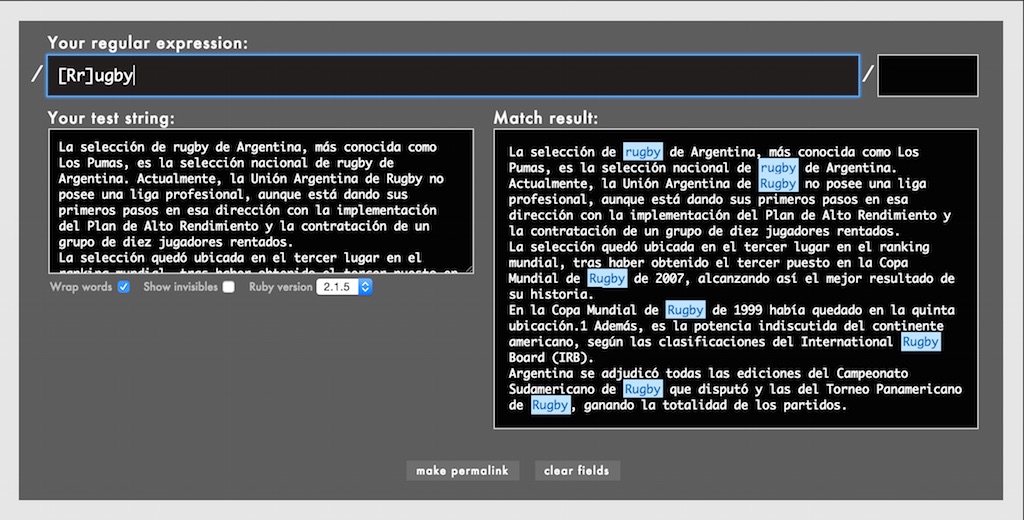 Your regular expression:
/ [Rr]ugby /
Your test string:
La selección de rugby de Argentina, más conocida como
Los Pumas, es la selección nacional de rugby de
Argentina. Actualmente, la Unión Argentina de Rugby no
posee una liga profesional, aunque está dando sus
primeros pasos en esa dirección con la implementación
del Plan de Alto Rendimiento y la contratación de un
grupo de diez jugadores rentados.
La selección quedó ubicada en el tercer lugar en el
ranking mundial, tras haber obtenido el tercer puesto en
Wrap words Show invisibles Ruby version 2.1.5
Match result:
La selección de rugby de Argentina, más conocida como Los
Pumas, es la selección nacional de rugby de Argentina.
Actualmente, la Unión Argentina de Rugby no posee una liga
profesional, aunque está dando sus primeros pasos en esa
dirección con la implementación del Plan de Alto Rendimiento y
la contratación de un grupo de diez jugadores rentados.
La selección quedó ubicada en el tercer lugar en el ranking
mundial, tras haber obtenido el tercer puesto en la Copa
Mundial de Rugby de 2007, alcanzando así el mejor resultado de
su historia.
En la Copa Mundial de Rugby de 1999 había quedado en la quinta
ubicación.1 Además, es la potencia indiscutida del continente
americano, según las clasificaciones del International Rugby
Board (IRB).
Argentina se adjudicó todas las ediciones del Campeonato
Sudamericano de Rugby que disputó y las del Torneo Panamericano
de Rugby, ganando la totalidad de los partidos.
make permalink clear fields